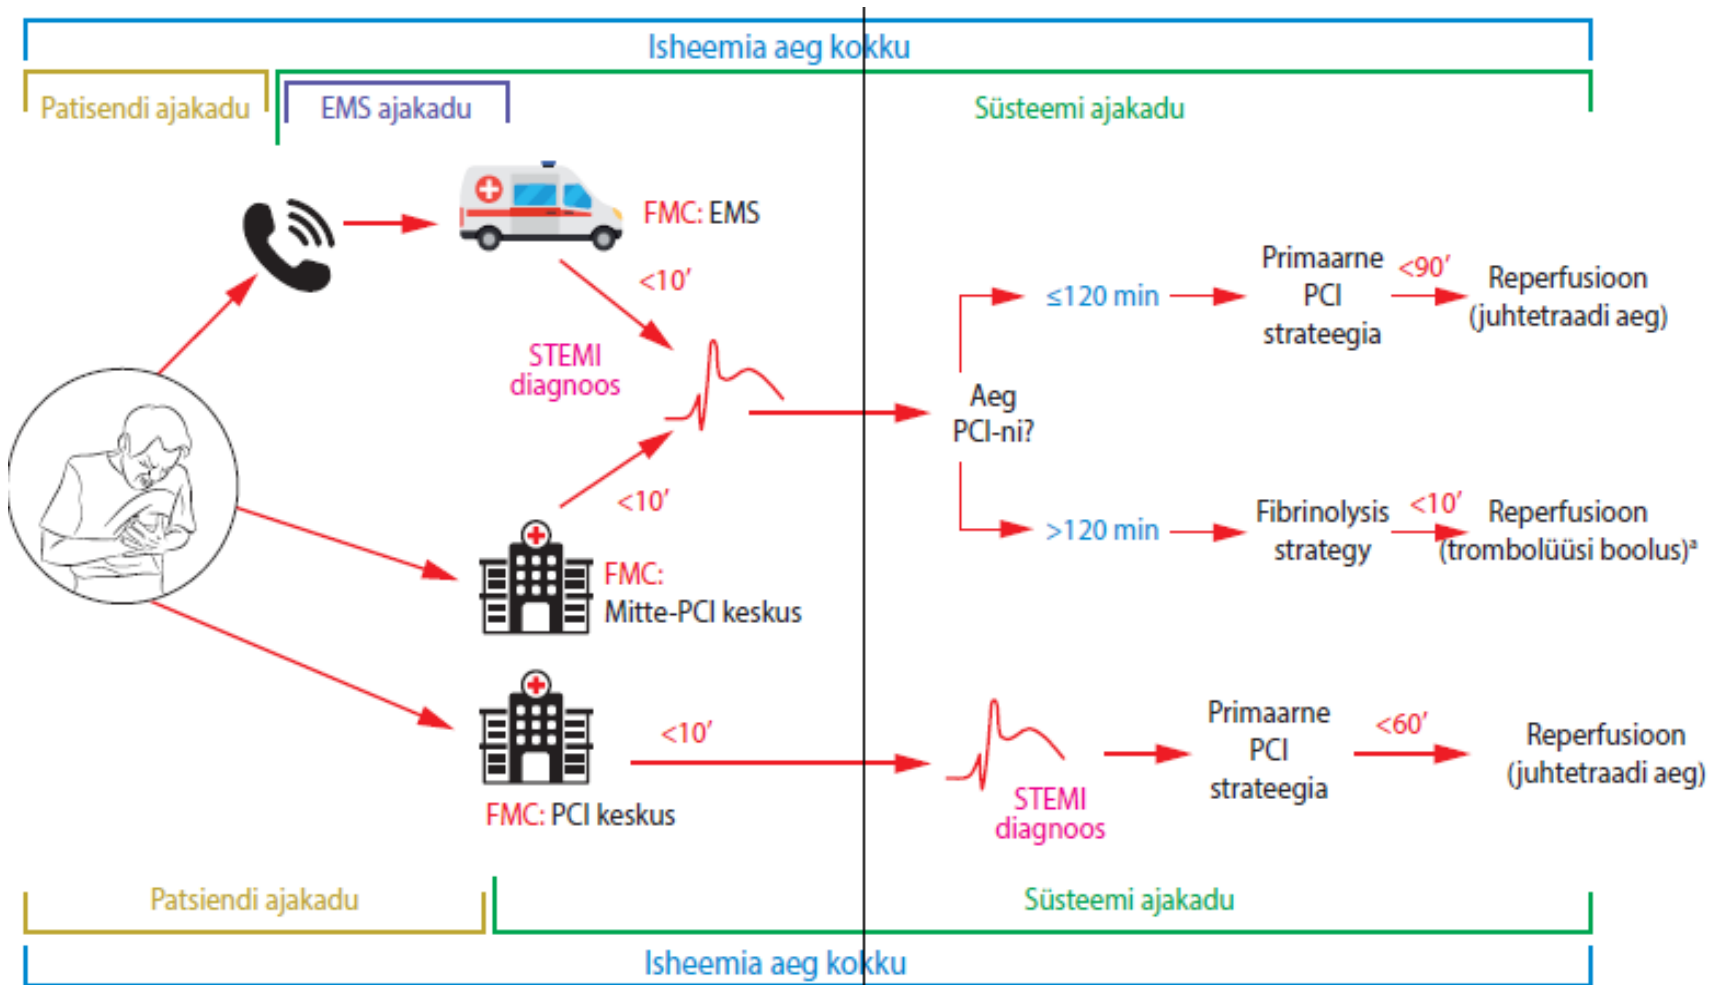 Isheemia aeg kokku
Patisendi ajakadu
EMS ajakadu
Süsteemi ajakadu
FMC: EMS
<10′
STEMI
diagnoos
<10′
FMC:
Mitte-PCI keskus
Aeg
PCI-ni?
≤120 min
Primaarne
PCI
strateegia
<90′
Reperfusioon
(juhtetraadi aeg)
>120 min
Fibrinolysis
strategy
<10′
Reperfusioon
(trombolüüsi boolus)ª
FMC: PCI keskus
<10′
STEMI
diagnoos
Primaarne
PCI
strateegia
<60′
Reperfusioon
(juhtetraadi aeg)
Patsiendi ajakadu
Süsteemi ajakadu
Isheemia aeg kokku